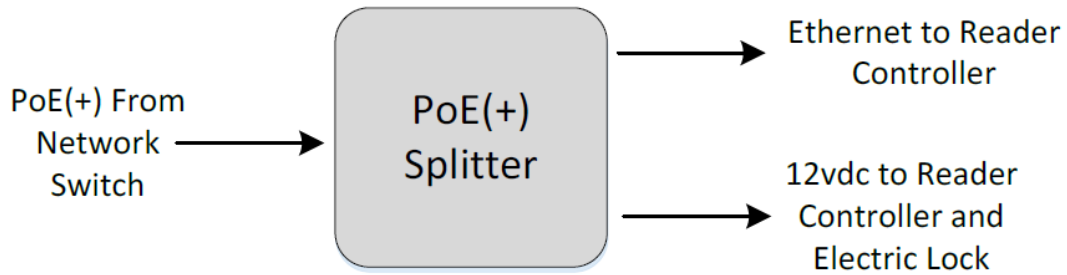 PoE(+) From
Network
Switch
PoE(+)
Splitter
Ethernet to Reader
Controller
12vdc to Reader
Controller and
Electric Lock